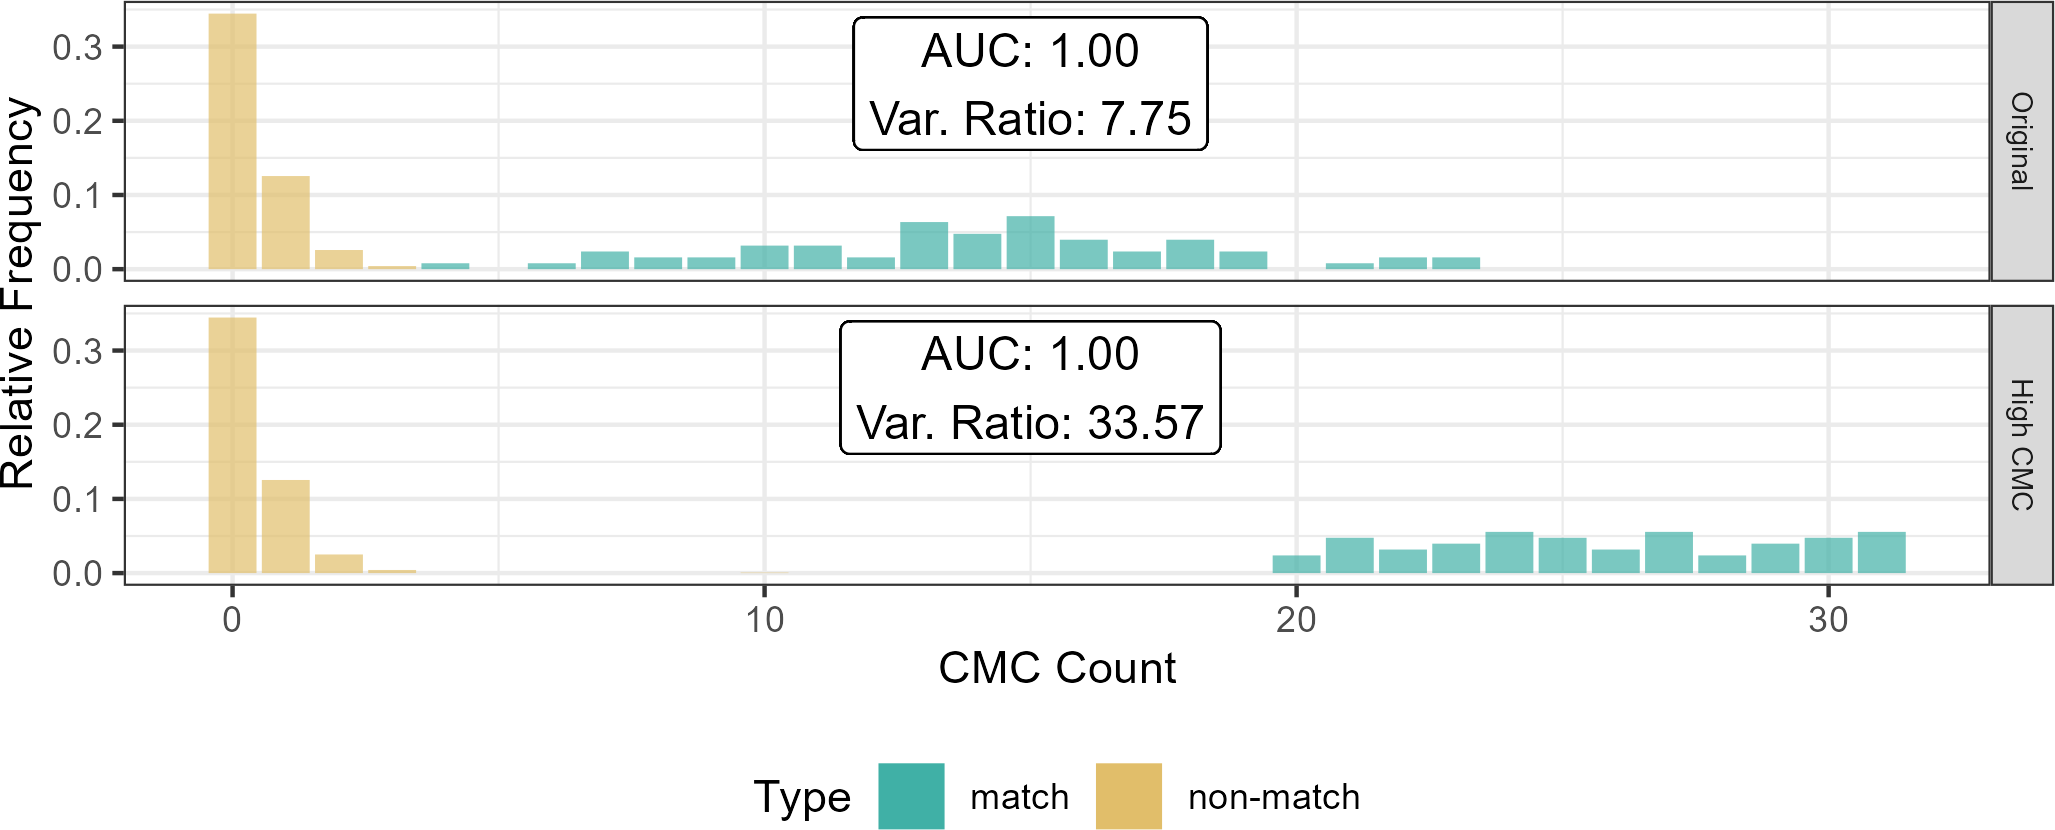 Relative Frequency
0.3
0.2
0.1
0.0
AUC: 1.00
Var. Ratio: 7.75
Original
0.3
0.2
0.1
0.0
AUC: 1.00
Var. Ratio: 33.57
High CMC
0 10 20 30
CMC Count
Type match non-match